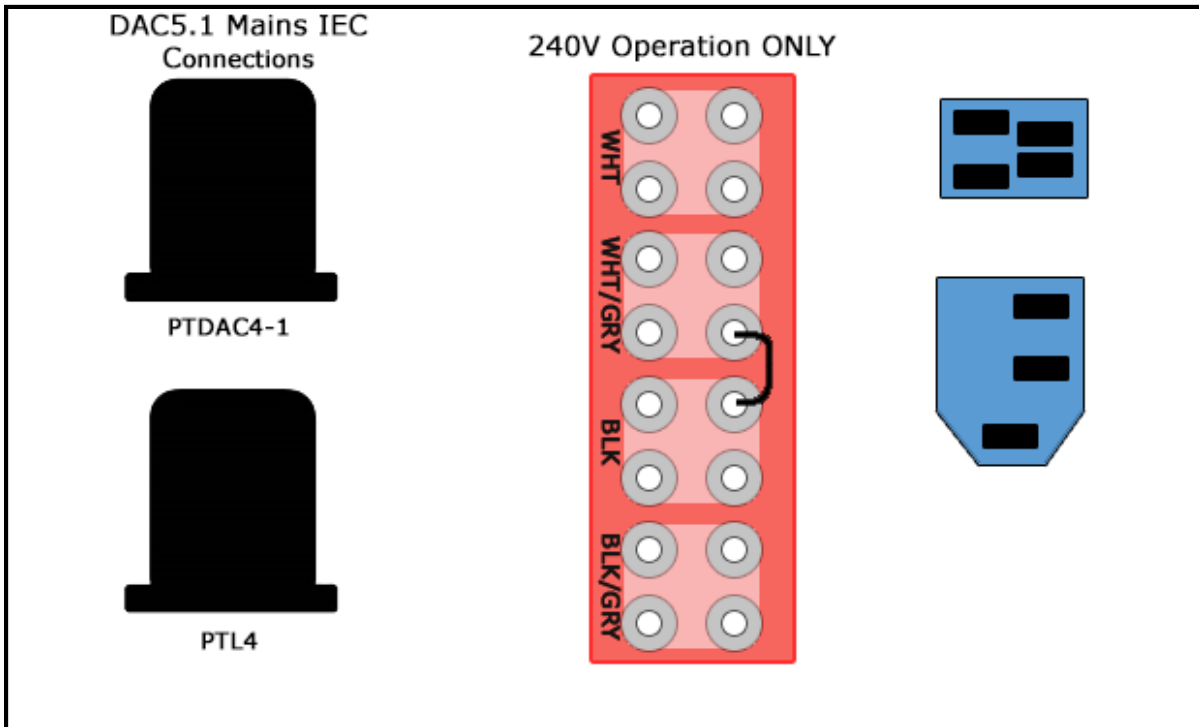 DAC5.1 Mains IEC
Connections
240V Operation ONLY
PTDAC4-1
PTL4
WHT
WHT/GRY
BLK
BLK/GRY